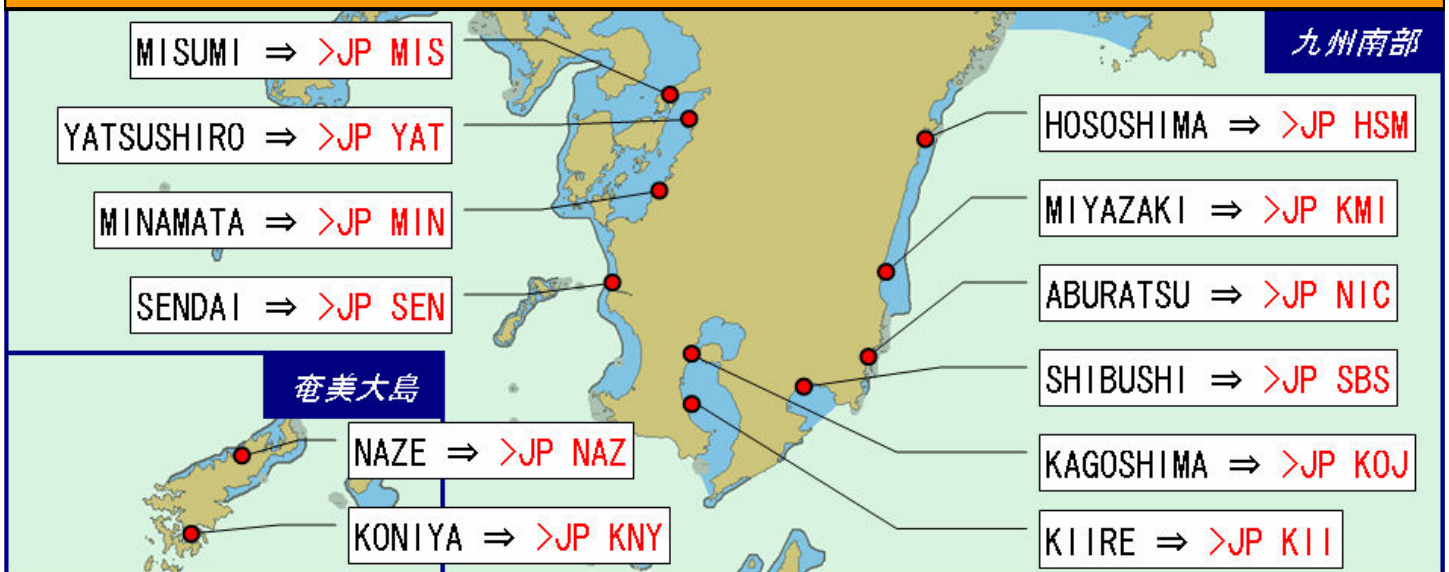 九州南部
MISUMI ⇒ >JP MIS
YATSUSHIRO ⇒ >JP YAT
MINAMATA ⇒ >JP MIN
SENDAI ⇒ >JP SEN
HOSOSHIMA ⇒ >JP HSM
MIYAZAKI ⇒ >JP KMI
ABURATSU ⇒ >JP NIC
SHIBUSHI ⇒ >JP SBS
KAGOSHIMA ⇒ >JP KOJ
KIIRE ⇒ >JP KII
奄美大島
NAZE ⇒ >JP NAZ
KONIYA ⇒ >JP KNY